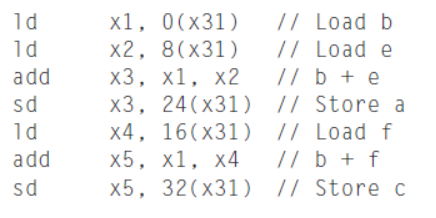 ld x1, 0(x31) // Load b
ld x2, 8(x31) // Load e
add x3, x1, x2 // b + e
sd x3, 24(x31) // Store a
ld x4, 16(x31) // Load f
add x5, x1, x4 // b + f
sd x5, 32(x31) // Store c